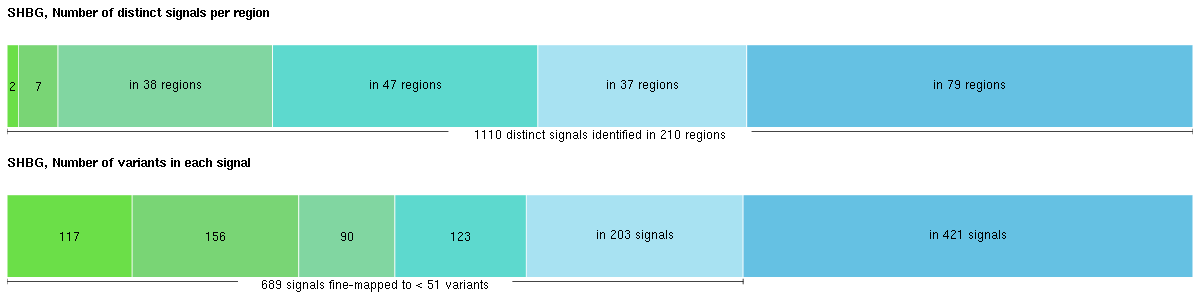 SHBG, Number of distinct signals per region
2 7 in 38 regions in 47 regions in 37 regions in 79 regions
1110 distinct signals identified in 210 regions
SHBG, Number of variants in each signal
117 156 90 123 in 203 signals in 421 signals
689 signals fine-mapped to < 51 variants